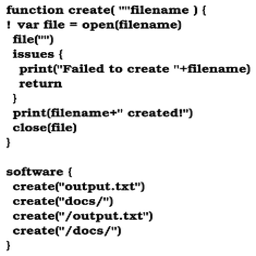 function create( ""filename ) {
! var file = open(filename)
file("")
issues {
print("Failed to create "+filename)
return
}
print(filename+" created!")
close(file)
}
software {
create("output.txt")
create("docs/")
create("/output.txt")
create("/docs/")
}